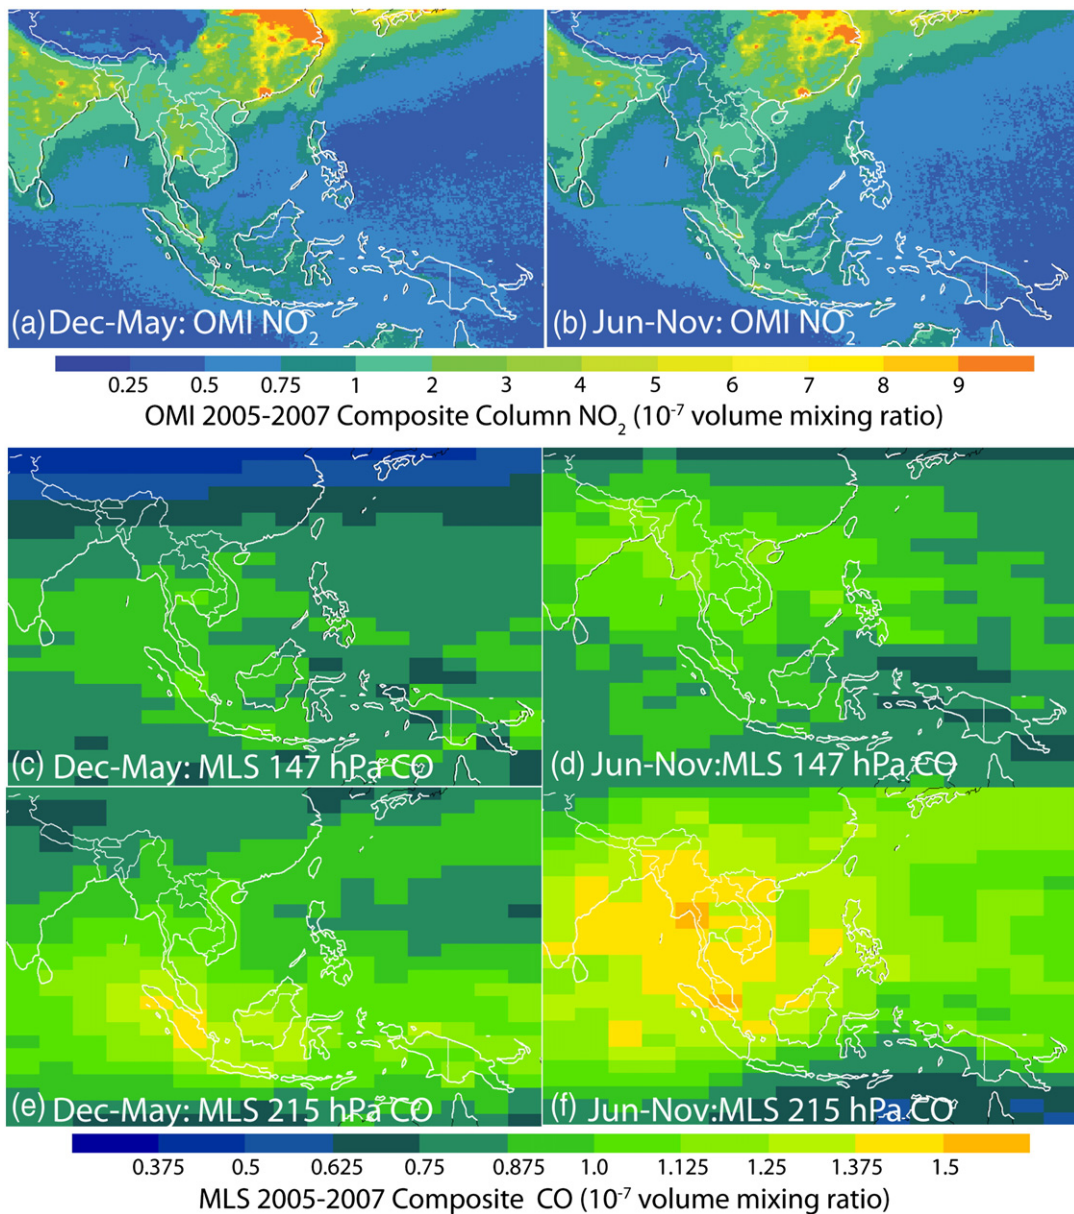 (a) Dec-May: OMI NO2
(b) Jun-Nov: OMI NO2
0.25 0.5 0.75 1 2 3 4 5 6 7 8 9
OMI 2005-2007 Composite Column NO2 (10-7 volume mixing ratio)
(c) Dec-May: MLS 147 hPa CO
(d) Jun-Nov:MLS 147 hPa CO
(e) Dec-May: MLS 215 hPa CO
(f) Jun-Nov:MLS 215 hPa CO
0.375 0.5 0.625 0.75 0.875 1.0 1.125 1.25 1.375 1.5
MLS 2005-2007 Composite CO (10-7 volume mixing ratio)